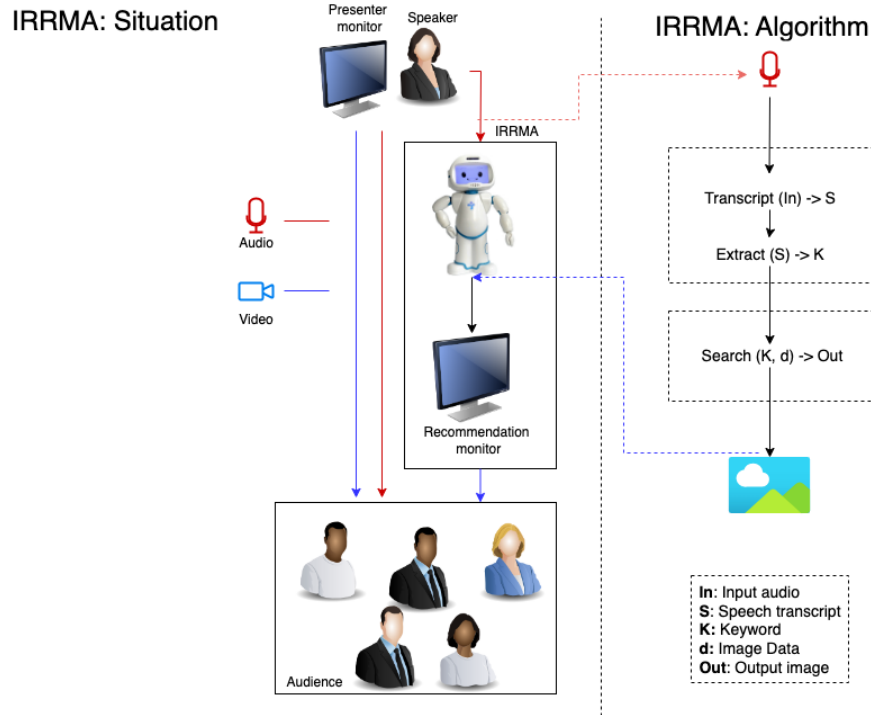 IRRMA: Situation
Presenter
monitor
Speaker
IRRMA: Algorithm
IRRMA
Audio
Video
Recommendation
monitor
Audience
Transcript (In) -> S
Extract (S) -> K
Search (K, d) -> Out
In: Input audio
S: Speech transcript
K: Keyword
d: Image Data
Out: Output image